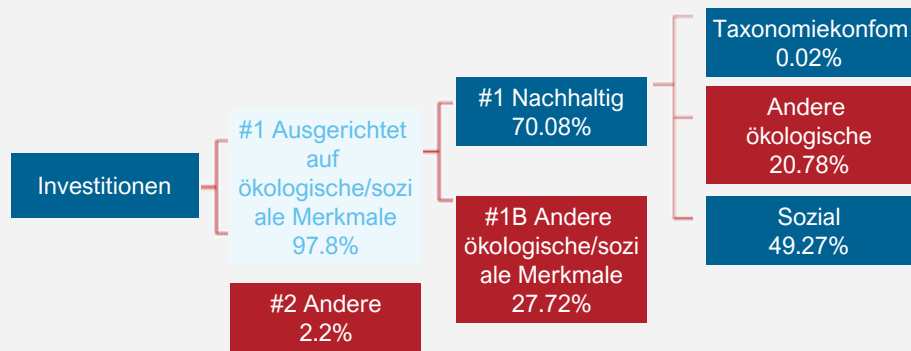 Investitionen
#1 Ausgerichtet
auf
ökologische/sozi
ale Merkmale
97.8%
#2 Andere
2.2%
#1 Nachhaltig
70.08%
#1B Andere
ökologische/sozi
ale Merkmale
27.72%
Taxonomiekonfom
0.02%
Andere
ökologische
20.78%
Sozial
49.27%